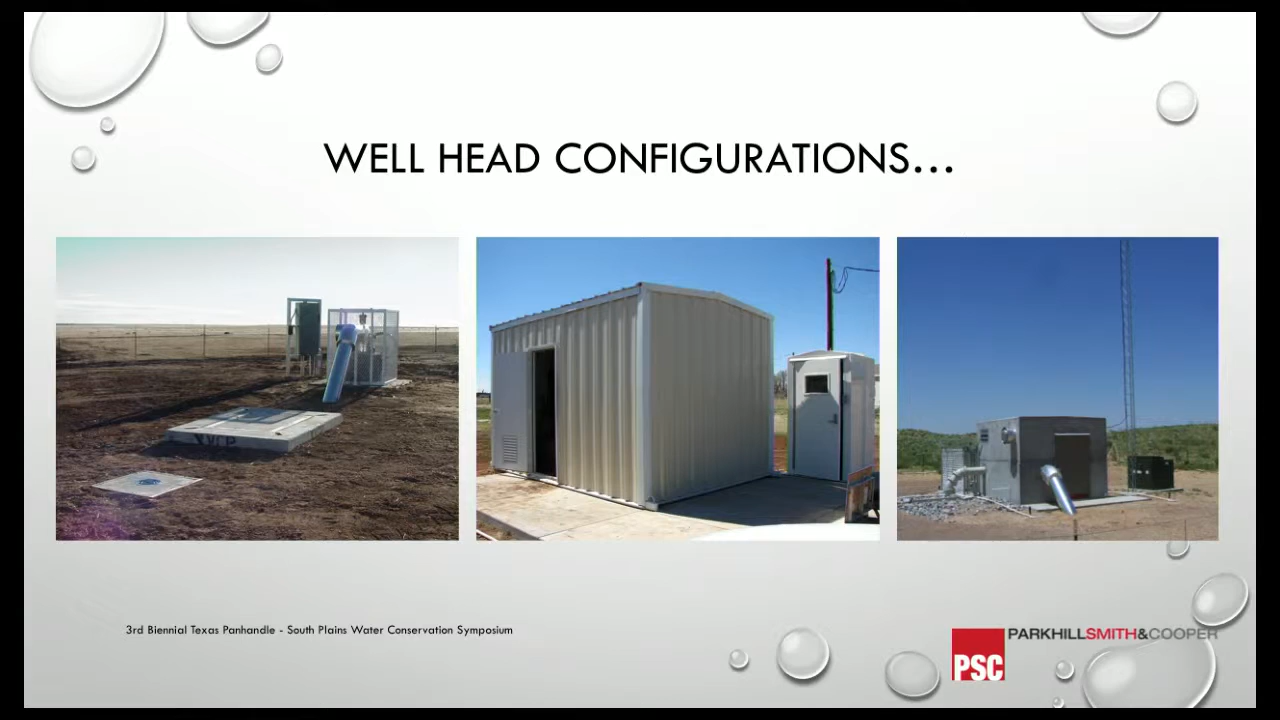 WELL HEAD CONFIGURATIONS...
3rd Biennial Texas Panhandle - South Plains Water Conservation Symposium
PARKHILLSMITH&COOPER
PSC